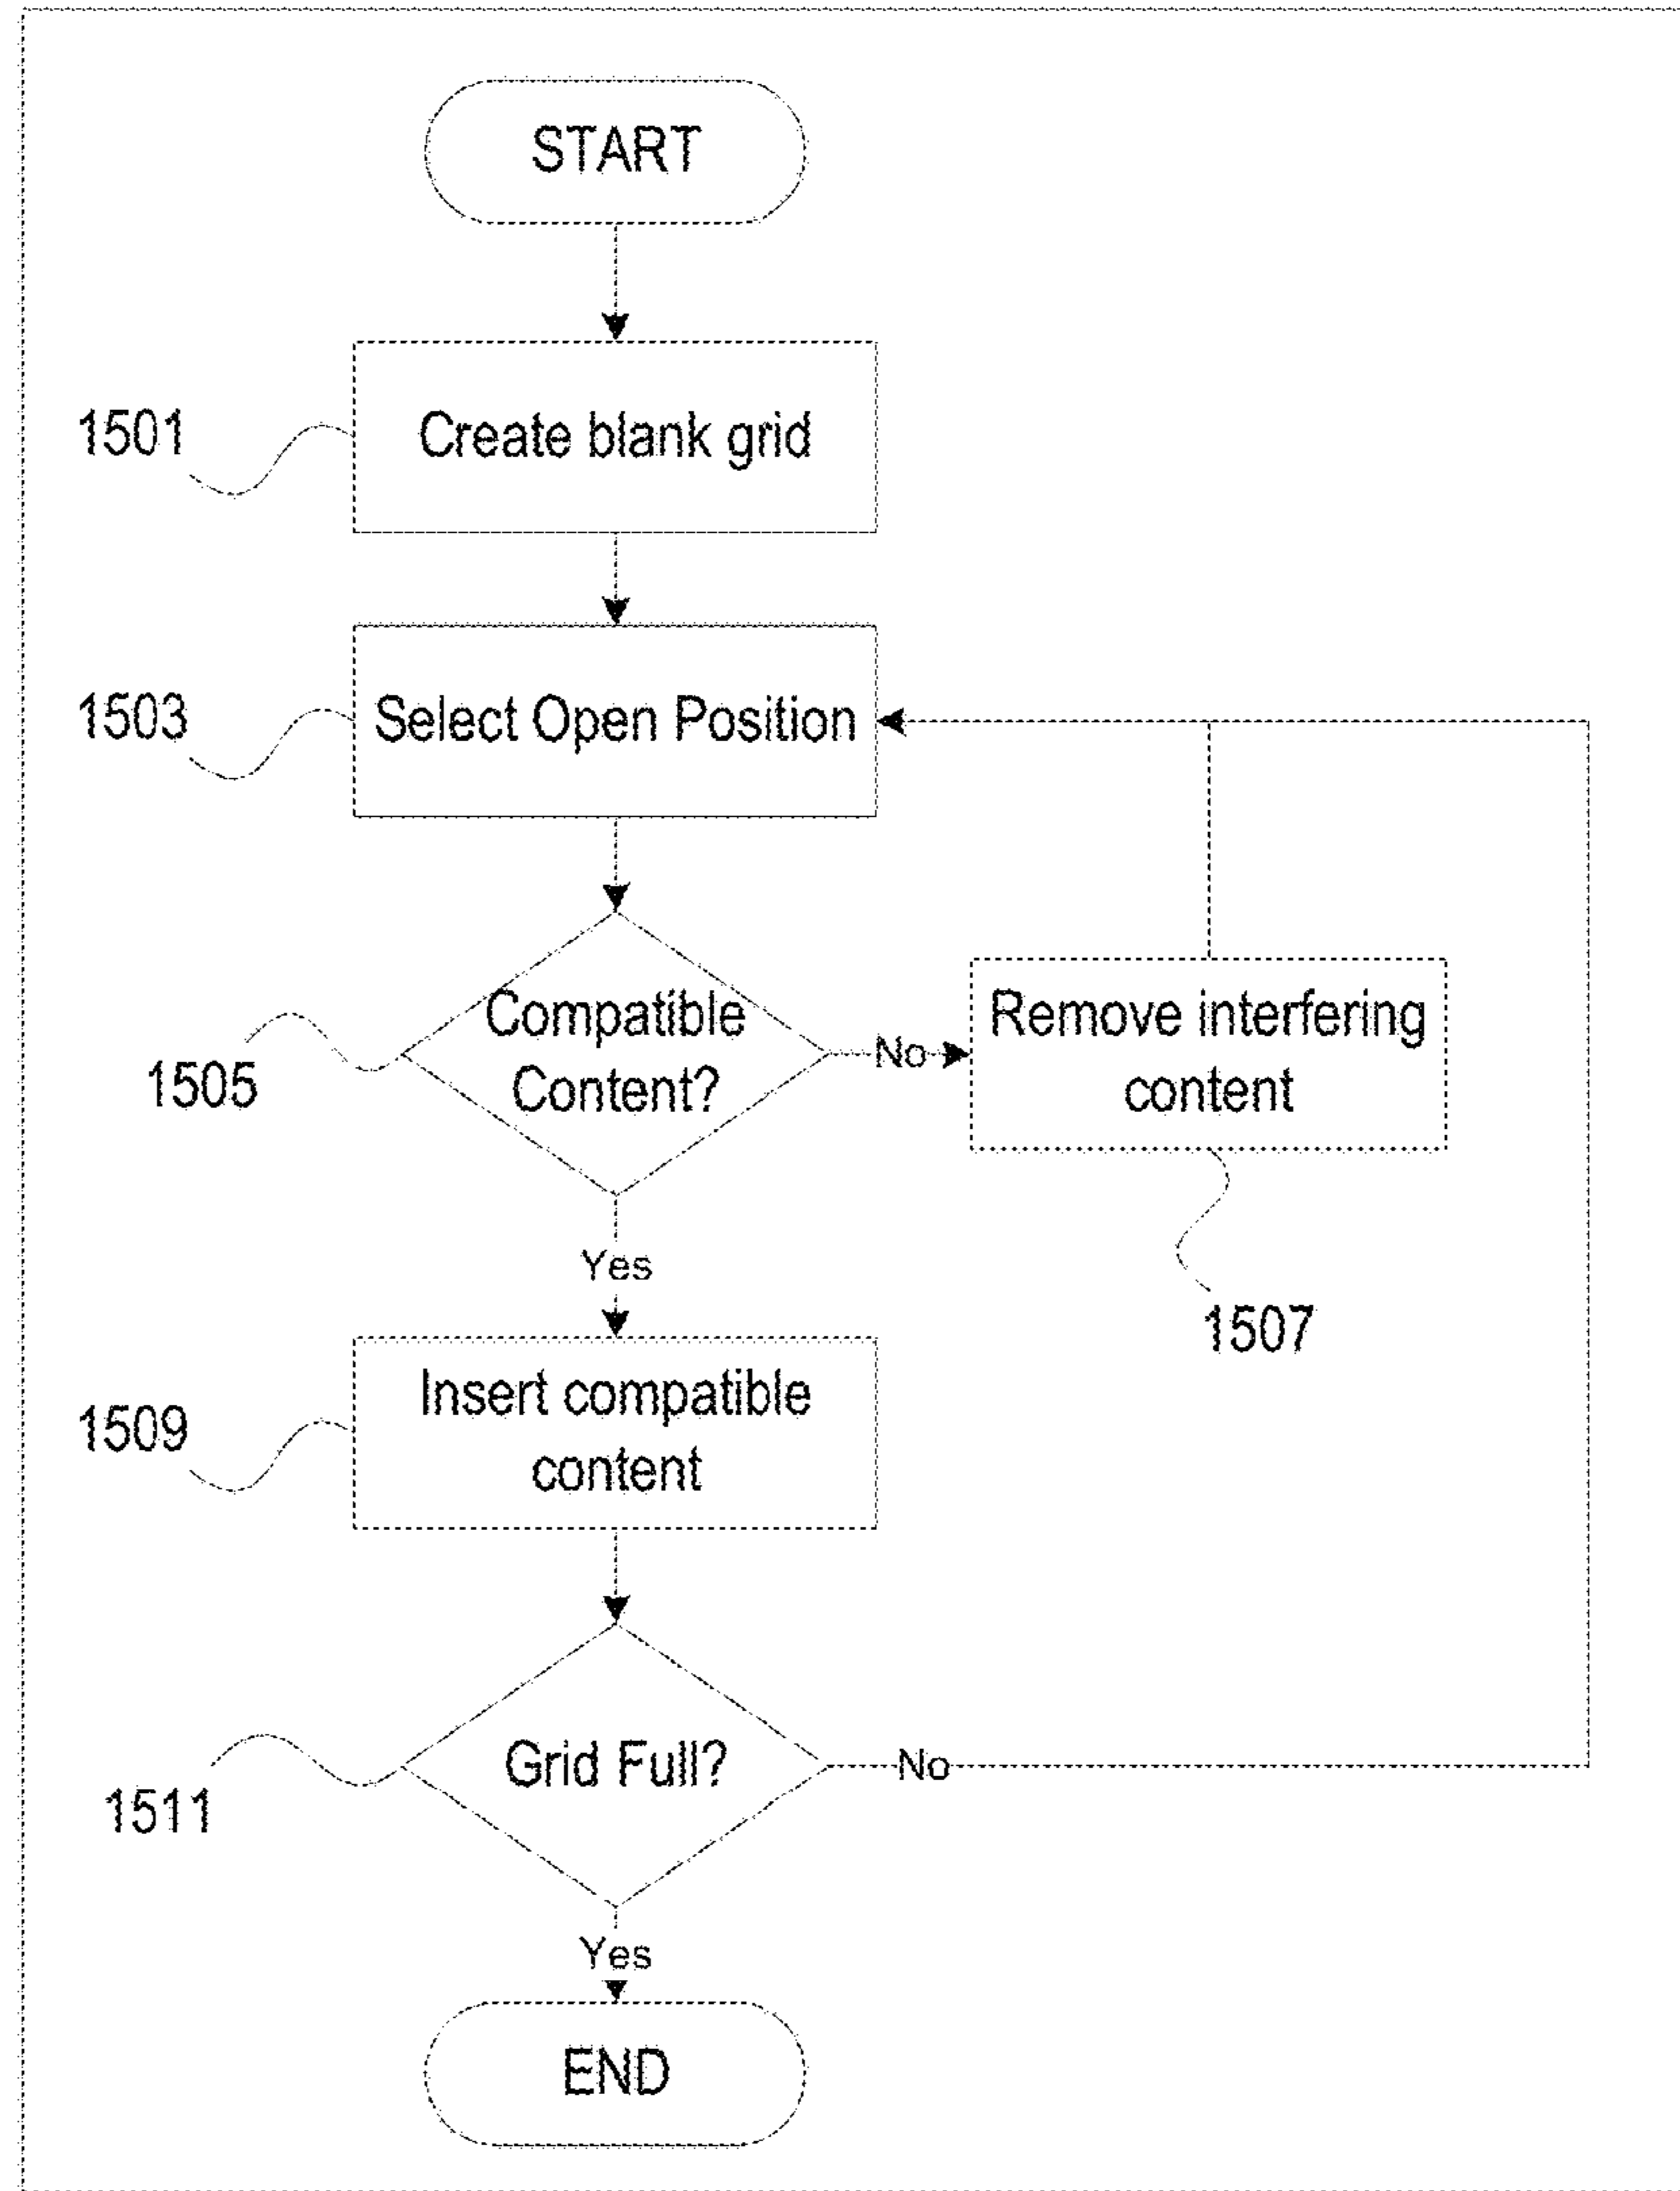 START
1501
Create blank grid
1503
Select Open Position
1505
Compatible
Content?
No
Remove interfering
content
1507
Yes
1509
Insert compatible
content
1511
Grid Full?
No
Yes
END